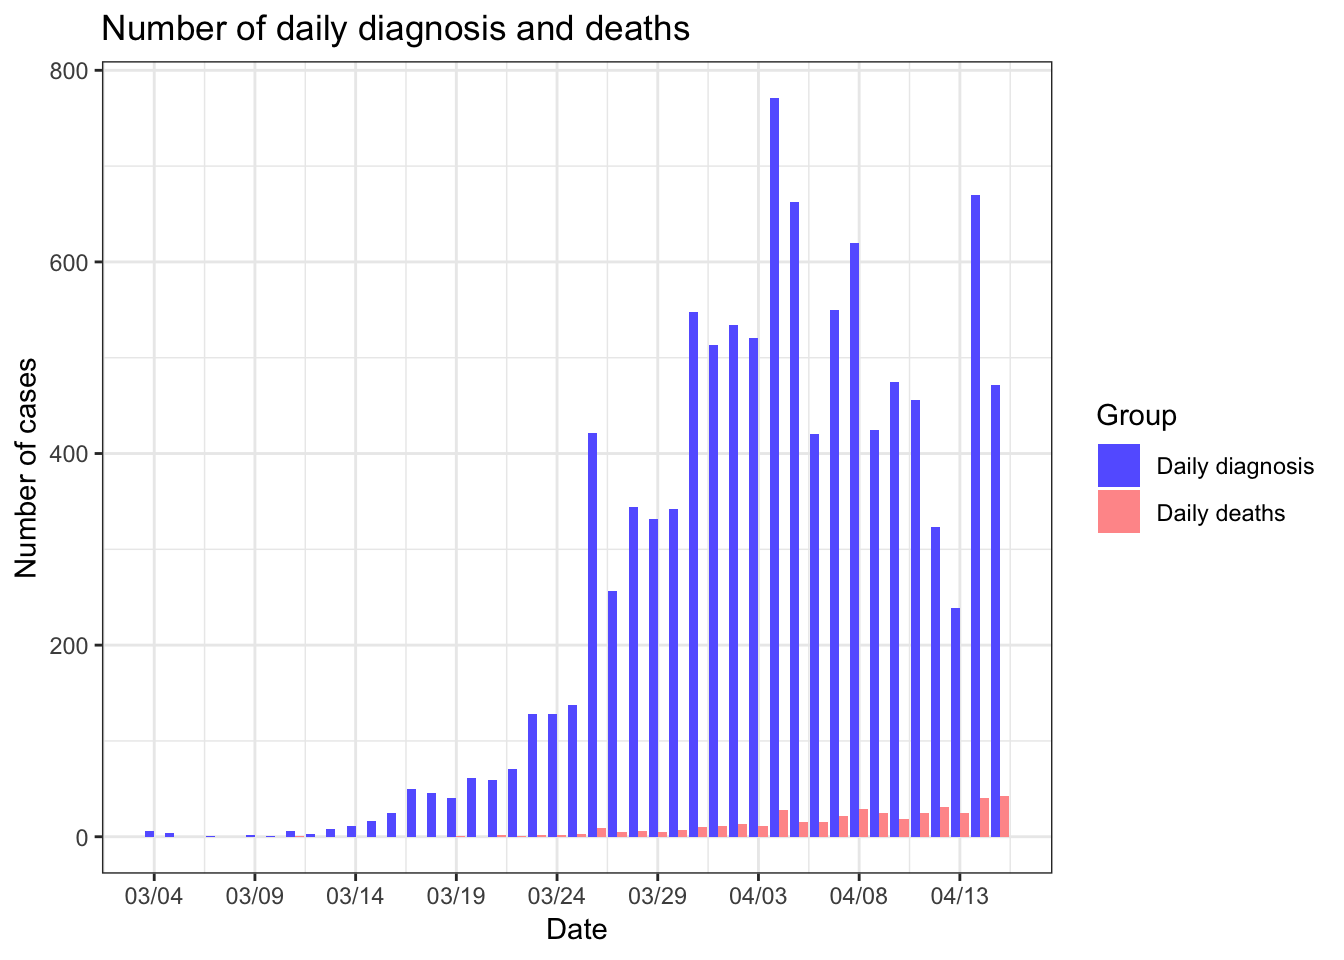 Number of daily diagnosis and deaths
800
600
400
200
0
Number of cases
03/04 03/09 03/14 03/19 03/24 03/29 04/03 04/08 04/13
Date
Group
Daily diagnosis
Daily deaths